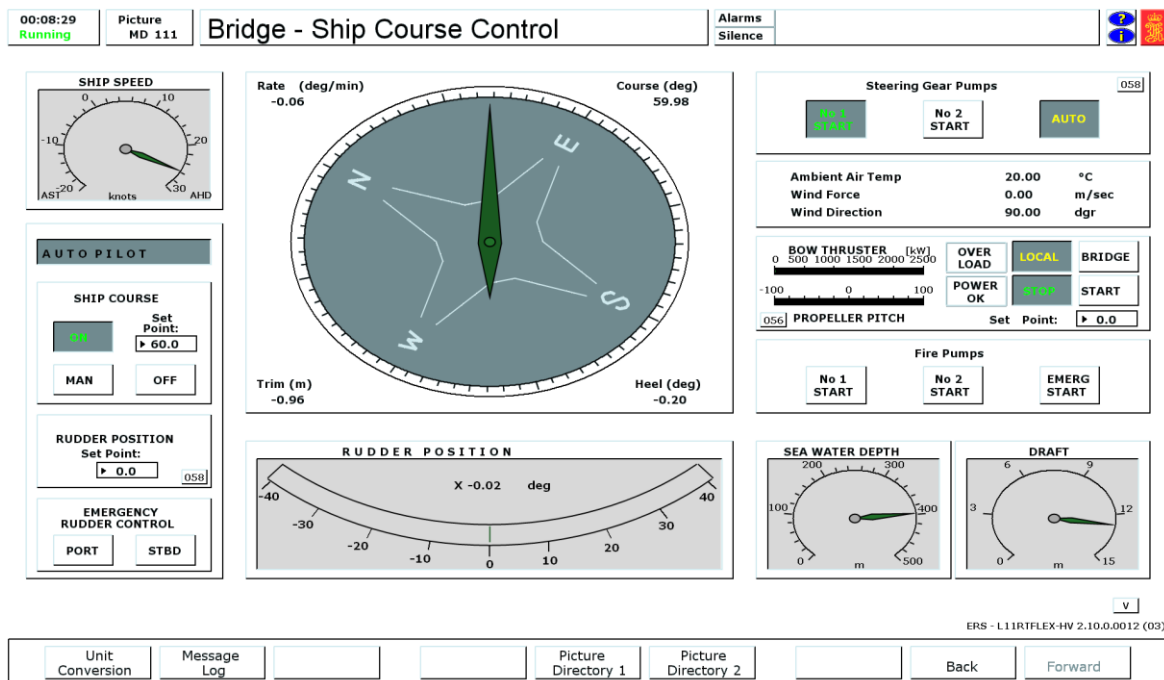 00:08:29
Running
Picture
MD 111
Bridge - Ship Course Control
Alarms
Silence
?
i
SHIP SPEED
0
10
-10
20
-20
30
AST
knots
AHD
AUTO PILOT
SHIP COURSE
ON
Set
Point:
60.0
MAN
OFF
RUDDER POSITION
Set Point:
0.0
058
EMERGENCY
RUDDER CONTROL
PORT
STBD
Rate (deg/min)
-0.06
Course (deg)
59.98
N
E
S
W
Trim (m)
-0.96
Heel (deg)
-0.20
RUDDER POSITION
X -0.02 deg
-40
-30
-20
-10
0
10
20
30
40
Steering Gear Pumps
058
No 1
START
No 2
START
AUTO
Ambient Air Temp 20.00 °C
Wind Force 0.00 m/sec
Wind Direction 90.00 dgr
BOW THRUSTER [kW]
0 500 1000 1500 2000 2500
OVER
LOAD
LOCAL
BRIDGE
-100 0 100
POWER
OK
STOP
START
056 PROPELLER PITCH
Set Point: 0.0
Fire Pumps
No 1
START
No 2
START
EMERG
START
SEA WATER DEPTH
200
300
100
400
0
m
500
DRAFT
6
9
3
12
0
m
15
V
ERS - L11RTFLEX-HV 2.10.0.0012 (03)
Unit
Conversion
Message
Log
Picture
Directory 1
Picture
Directory 2
Back
Forward